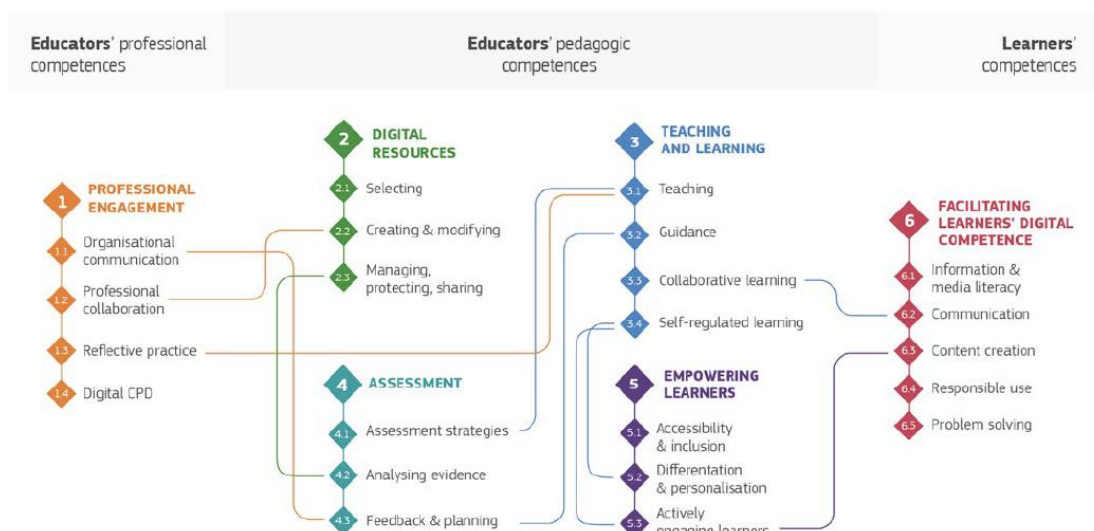 Educators' professional
competences
Educators' pedagogic
competences
Learners'
competences
1
PROFESSIONAL
ENGAGEMENT
1.1
Organisational
communication
1.2
Professional
collaboration
1.3
Reflective practice
1.4
Digital CPD
2
DIGITAL
RESOURCES
2.1
Selecting
2.2
Creating & modifying
2.3
Managing,
protecting, sharing
3
TEACHING
AND LEARNING
3.1
Teaching
3.2
Guidance
3.3
Collaborative learning
3.4
Self-regulated learning
4
ASSESSMENT
4.1
Assessment strategies
4.2
Analysing evidence
4.3
Feedback & planning
5
EMPOWERING
LEARNERS
5.1
Accessibility
& inclusion
5.2
Differentation
& personalisation
5.3
Actively
engaging learners
6
FACILITATING
LEARNERS' DIGITAL
COMPETENCE
6.1
Information &
media literacy
6.2
Communication
6.3
Content creation
6.4
Responsible use
6.5
Problem solving